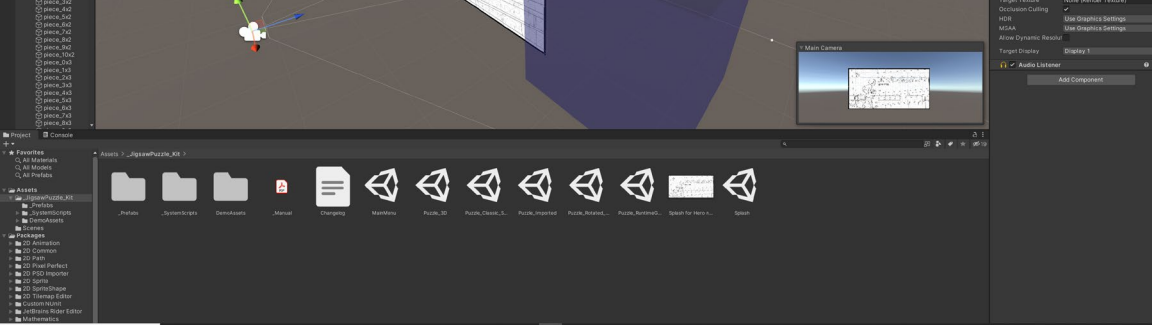 piece_3x2
piece_4x2
piece_5x2
piece_6x2
piece_7x2
piece_8x2
piece_9x2
piece_10x2
piece_0x3
piece_1x3
piece_2x3
piece_3x3
piece_4x3
piece_5x3
piece_6x3
piece_7x3
piece_8x3
Main Camera
Target Texture None (Render Texture)
Occlusion Culling
HDR Use Graphics Settings
MSAA Use Graphics Settings
Allow Dynamic Resolu
Target Display Display 1
Audio Listener
Add Component
Project Console
Favorites
All Materials
All Models
All Prefabs
Assets
_JigsawPuzzle_Kit
_Prefabs
_SystemScripts
DemoAssets
Scenes
Packages
2D Animation
2D Common
2D Path
2D Pixel Perfect
2D PSD Importer
2D Sprite
2D SpriteShape
2D Tilemap Editor
Custom NUnit
JetBrains Rider Editor
Mathematics
Assets > _JigsawPuzzle_Kit >
_Prefabs _SystemScripts DemoAssets _Manual Changelog MainMenu Puzzle_3D Puzzle_Classic_S... Puzzle_Imported Puzzle_Rotated_... Puzzle_RuntimeG... Splash for Hero-r... Splash